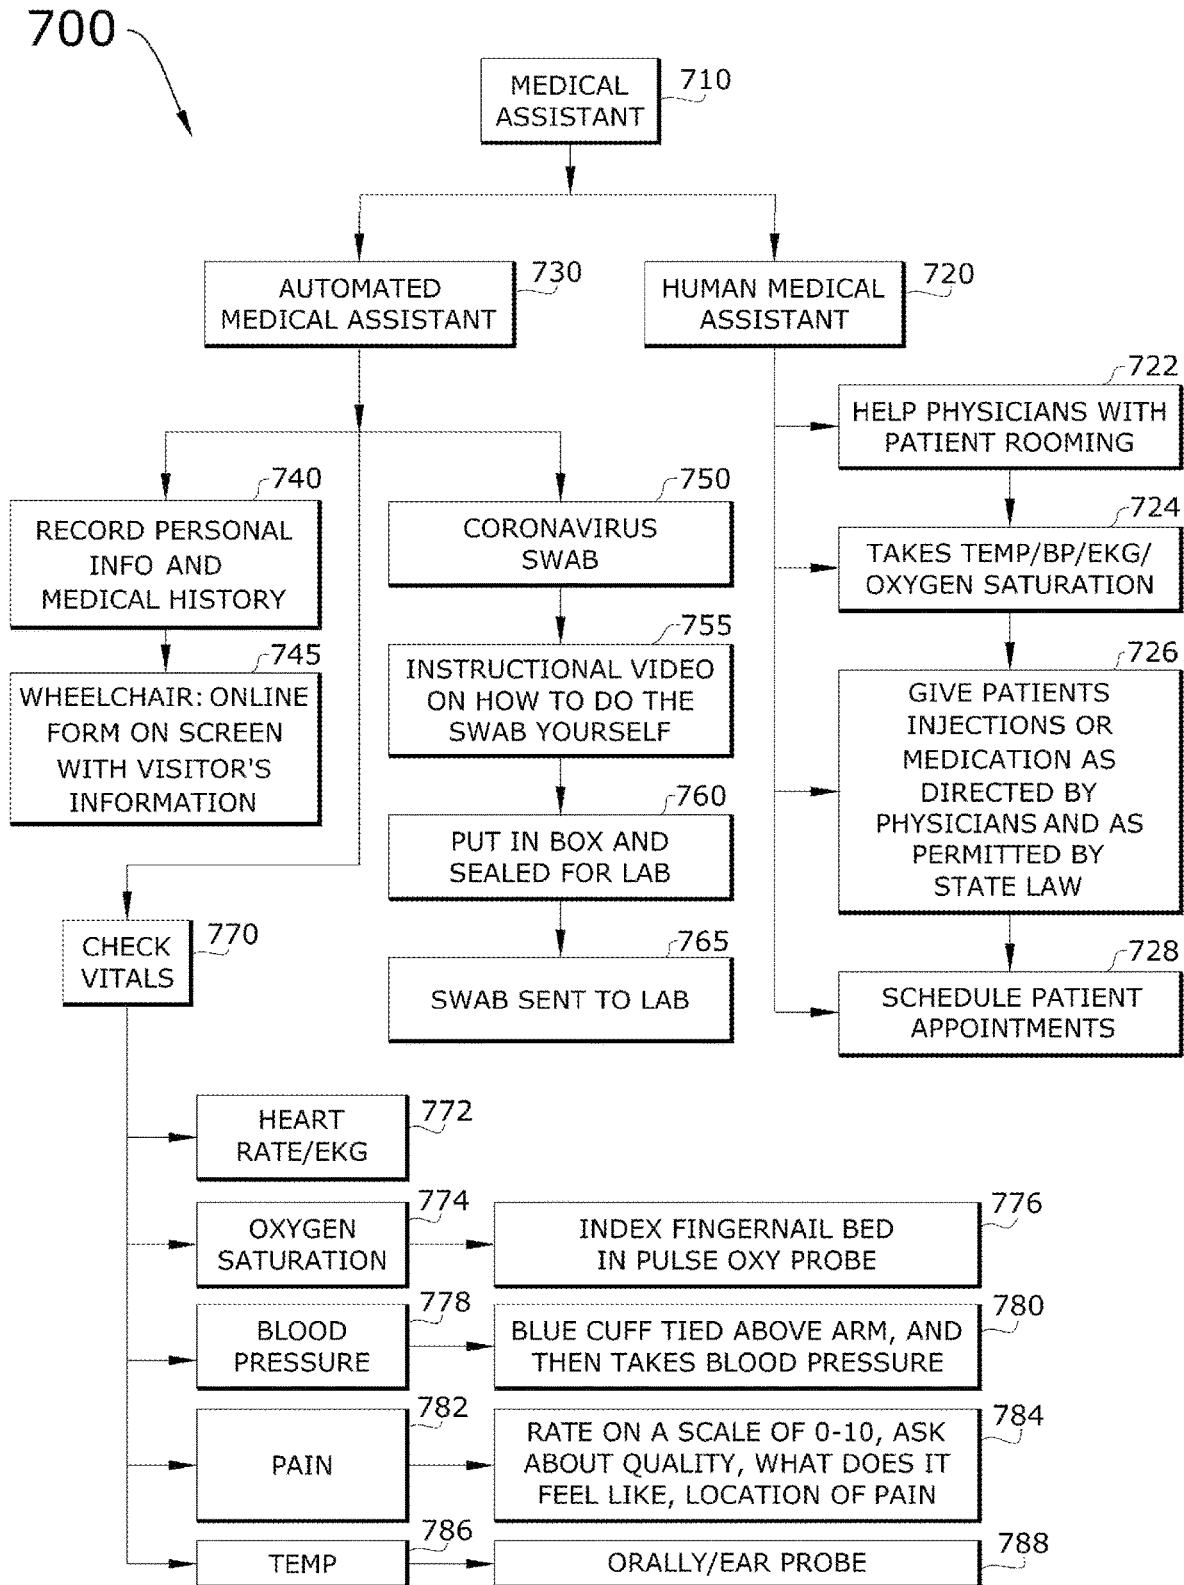 700
MEDICAL
ASSISTANT
710
AUTOMATED
MEDICAL ASSISTANT
730
HUMAN MEDICAL
ASSISTANT
720
722
HELP PHYSICIANS WITH
PATIENT ROOMING
740
RECORD PERSONAL
INFO AND
MEDICAL HISTORY
750
CORONAVIRUS
SWAB
724
TAKES TEMP/BP/EKG/
OXYGEN SATURATION
745
WHEELCHAIR: ONLINE
FORM ON SCREEN
WITH VISITOR'S
INFORMATION
755
INSTRUCTIONAL VIDEO
ON HOW TO DO THE
SWAB YOURSELF
726
GIVE PATIENTS
INJECTIONS OR
MEDICATION AS
DIRECTED BY
PHYSICIANS AND AS
PERMITTED BY
STATE LAW
760
PUT IN BOX AND
SEALED FOR LAB
770
CHECK
VITALS
765
SWAB SENT TO LAB
728
SCHEDULE PATIENT
APPOINTMENTS
772
HEART
RATE/EKG
774
OXYGEN
SATURATION
776
INDEX FINGERNAIL BED
IN PULSE OXY PROBE
778
BLOOD
PRESSURE
780
BLUE CUFF TIED ABOVE ARM, AND
THEN TAKES BLOOD PRESSURE
782
PAIN
784
RATE ON A SCALE OF 0-10, ASK
ABOUT QUALITY, WHAT DOES IT
FEEL LIKE, LOCATION OF PAIN
786
TEMP
788
ORALLY/EAR PROBE